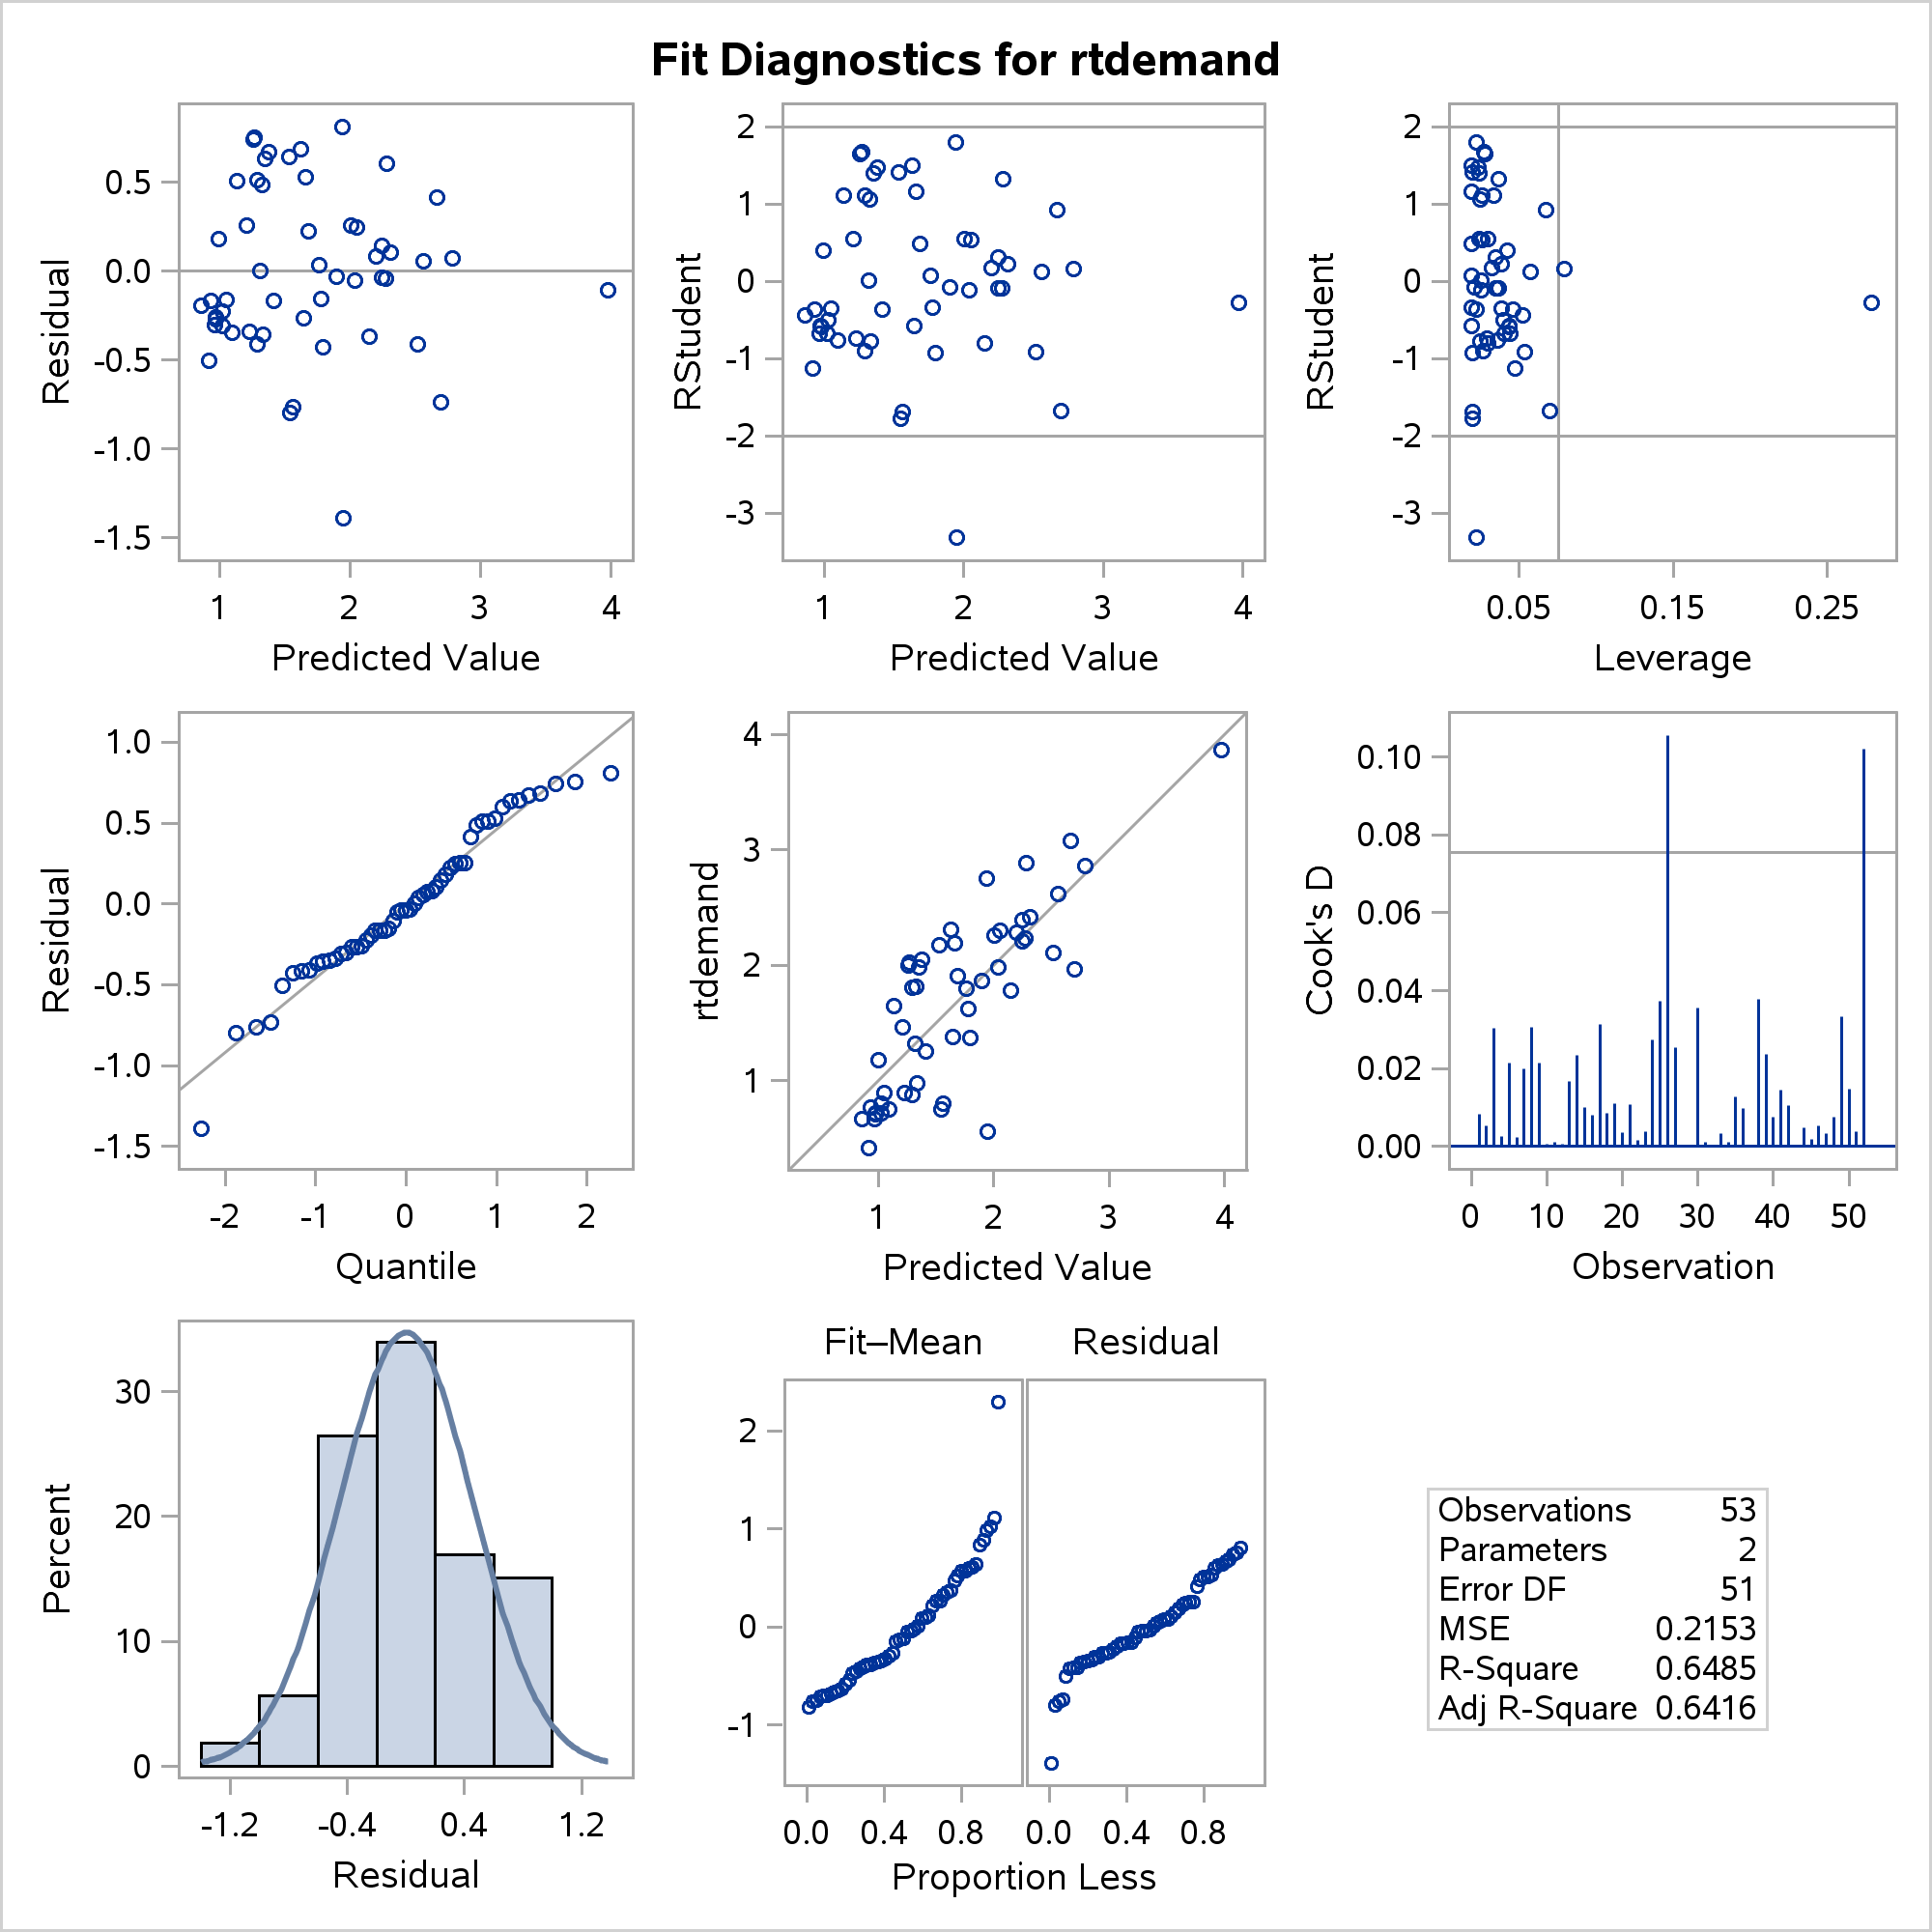 Fit Diagnostics for rtdemand
Residual
0.5
0.0
-0.5
-1.0
-1.5
1 2 3 4
Predicted Value
RStudent
2
1
0
-1
-2
-3
1 2 3 4
Predicted Value
RStudent
2
1
0
-1
-2
-3
0.05 0.15 0.25
Leverage
Residual
1.0
0.5
0.0
-0.5
-1.0
-1.5
-2 -1 0 1 2
Quantile
rtdemand
4
3
2
1
1 2 3 4
Predicted Value
Cook's D
0.10
0.08
0.06
0.04
0.02
0.00
0 10 20 30 40 50
Observation
Percent
30
20
10
0
-1.2 -0.4 0.4 1.2
Residual
Fit–Mean Residual
2
1
0
-1
0.0 0.4 0.8 0.0 0.4 0.8
Proportion Less
Observations 53
Parameters 2
Error DF 51
MSE 0.2153
R-Square 0.6485
Adj R-Square 0.6416